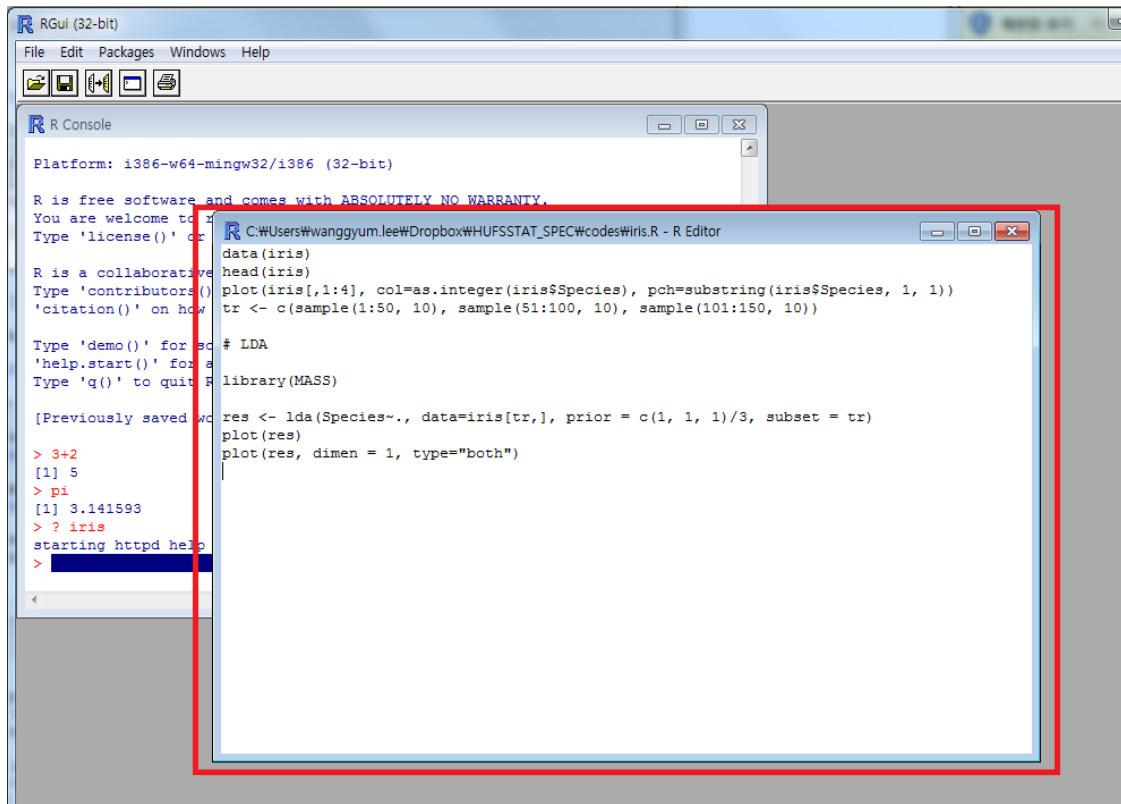 RGui (32-bit)
File Edit Packages Windows Help
R Console
Platform: i386-w64-mingw32/i386 (32-bit)
R is free software and comes with ABSOLUTELY NO WARRANTY.
You are welcome to
Type 'license()' or
R is a collaborative
Type 'contributors()
'citation()' on how
Type 'demo()' for
'help.start()' for
Type 'q()' to quit R
[Previously saved
> 3+2
[1] 5
> pi
[1] 3.141593
> ? iris
starting httpd help
>
C:₩Users₩wanggyum.lee₩Dropbox₩HUFSSTAT_SPEC₩codes₩iris.R - R Editor
data(iris)
head(iris)
plot(iris[,1:4], col=as.integer(iris$Species), pch=substring(iris$Species, 1, 1))
tr <- c(sample(1:50, 10), sample(51:100, 10), sample(101:150, 10))
# LDA
library(MASS)
res <- lda(Species~., data=iris[tr,], prior = c(1, 1, 1)/3, subset = tr)
plot(res)
plot(res, dimen = 1, type="both")